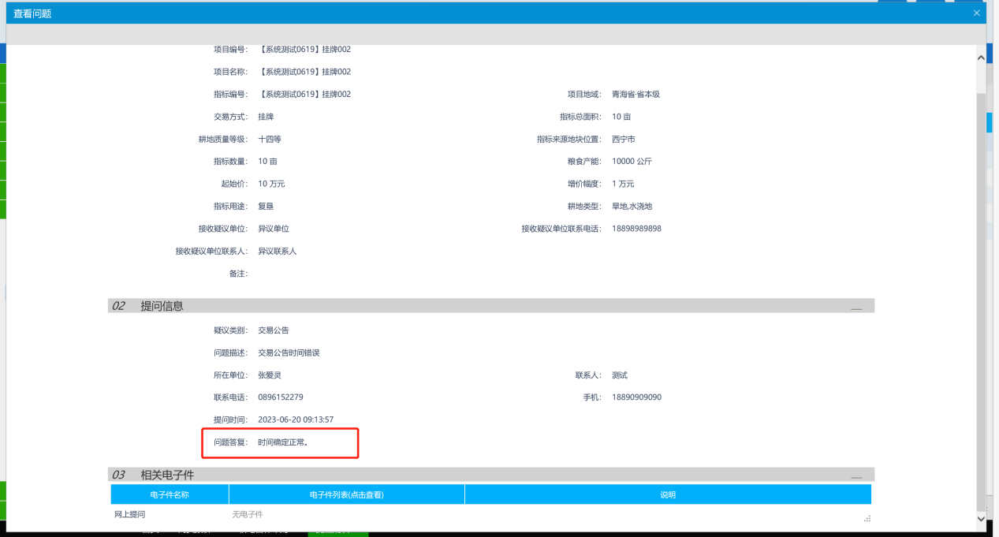 查看问题
项目编号： 【系统测试0619】挂牌002
项目名称： 【系统测试0619】挂牌002
指标编号： 【系统测试0619】挂牌002 项目地域： 青海省·省本级
交易方式： 挂牌 指标总面积： 10 亩
耕地质量等级： 十四等 指标来源地块位置： 西宁市
指标数量： 10 亩 粮食产能： 10000 公斤
起始价： 10 万元 增价幅度： 1 万元
指标用途： 复垦 耕地类型： 旱地,水浇地
接收疑议单位： 异议单位 接收疑议单位联系电话： 18898989898
接收疑议单位联系人： 异议联系人
备注：
02 提问信息
疑议类别： 交易公告
问题描述： 交易公告时间错误
所在单位： 张爱灵 联系人： 测试
联系电话： 0896152279 手机： 18890909090
提问时间： 2023-06-20 09:13:57
问题答复： 时间确定正常。
03 相关电子件
电子件名称 电子件列表(点击查看) 说明
网上提问 无电子件